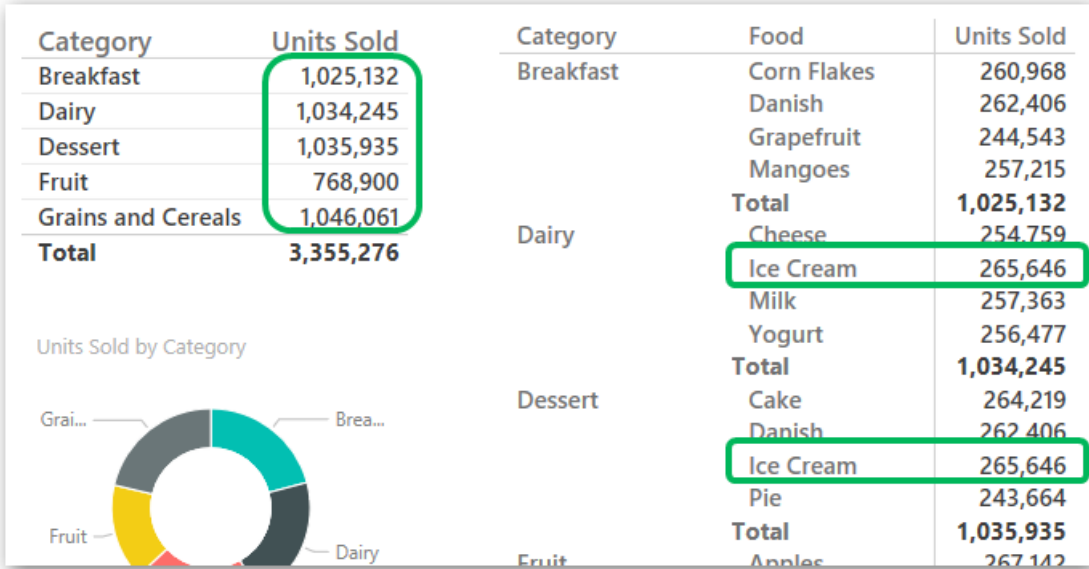 Category Units Sold
Breakfast 1,025,132
Dairy 1,034,245
Dessert 1,035,935
Fruit 768,900
Grains and Cereals 1,046,061
Total 3,355,276
Units Sold by Category
Grai... Brea...
Fruit Dairy
Category Food Units Sold
Breakfast Corn Flakes 260,968
Danish 262,406
Grapefruit 244,543
Mangoes 257,215
Total 1,025,132
Dairy Cheese 254,759
Ice Cream 265,646
Milk 257,363
Yogurt 256,477
Total 1,034,245
Dessert Cake 264,219
Danish 262,406
Ice Cream 265,646
Pie 243,664
Total 1,035,935
Fruit Apples 267,142